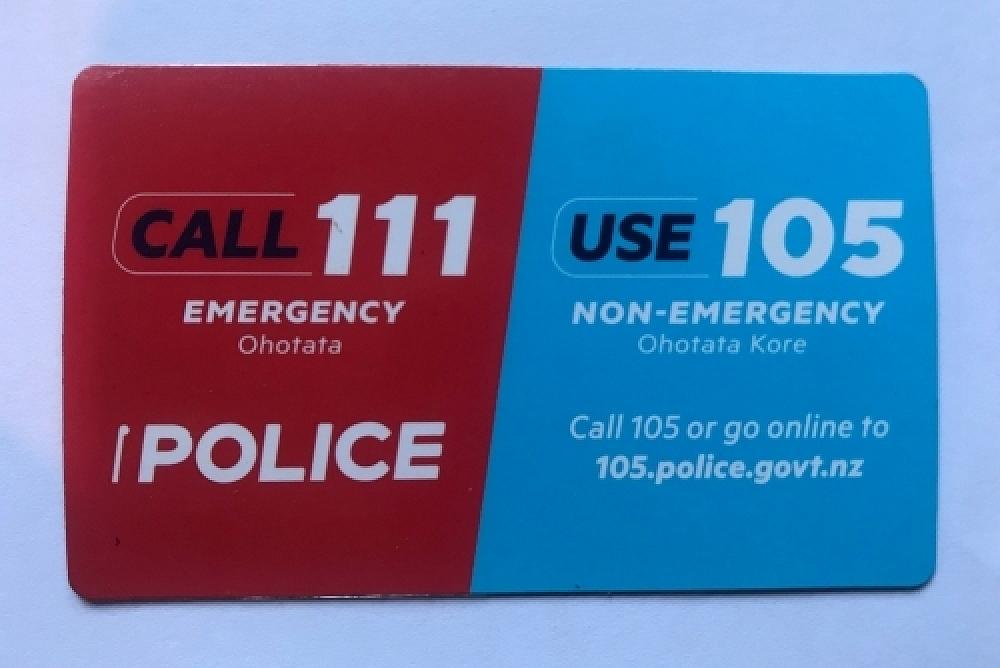 CALL 111
EMERGENCY
Ohotata
POLICE
USE 105
NON-EMERGENCY
Ohotata Kore
Call 105 or go online to
105.police.govt.nz